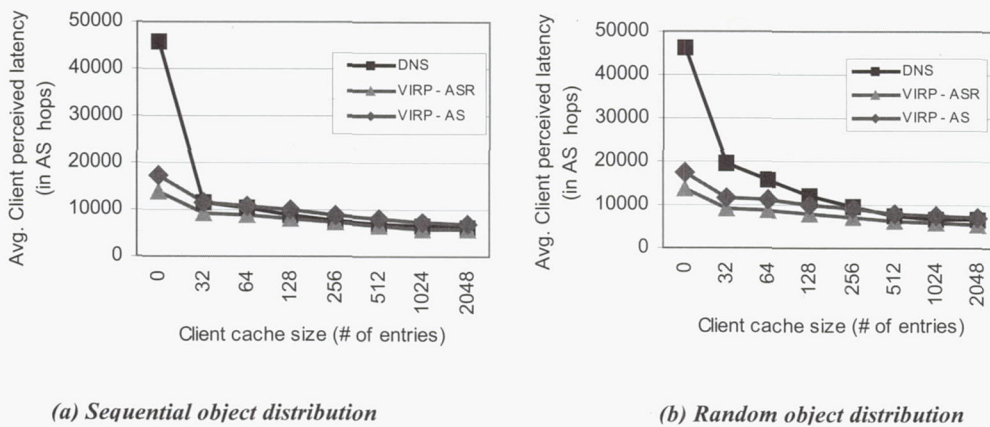 Avg. Client perceived latency
(in AS hops)
50000
40000
30000
20000
10000
0
DNS
VIRP - ASR
VIRP - AS
0
32
64
128
256
512
1024
2048
Client cache size (# of entries)
(a) Sequential object distribution
Avg. Client perceived latency
(in AS hops)
50000
40000
30000
20000
10000
0
DNS
VIRP - ASR
VIRP - AS
0
32
64
128
256
512
1024
2048
Client cache size (# of entries)
(b) Random object distribution